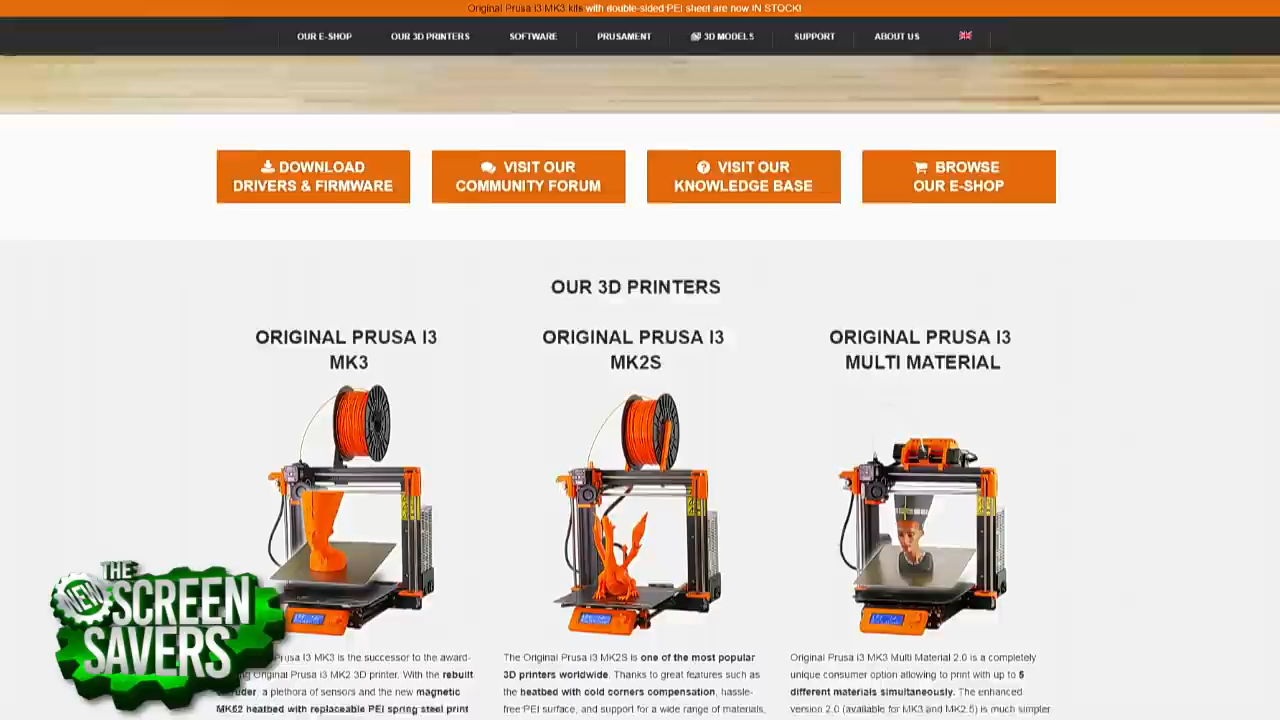 Original Prusa I3 MK3 kits with double-sided PEI sheet are now IN STOCK!
OUR E-SHOP OUR 3D PRINTERS SOFTWARE PRUSAMENT 3D MODELS SUPPORT ABOUT US
DOWNLOAD
DRIVERS & FIRMWARE
VISIT OUR
COMMUNITY FORUM
VISIT OUR
KNOWLEDGE BASE
BROWSE
OUR E-SHOP
OUR 3D PRINTERS
ORIGINAL PRUSA I3
MK3
ORIGINAL PRUSA I3
MK2S
ORIGINAL PRUSA I3
MULTI MATERIAL
Prusa I3 MK3 is the successor to the award-
Original Prusa I3 MK2 3D printer. With the rebuilt
a plethora of sensors and the new magnetic
MK52 heatbed with replaceable PEI spring steel print
The Original Prusa I3 MK2S is one of the most popular
3D printers worldwide. Thanks to great features such as
the heatbed with cold corners compensation, hassle-
free PEI surface, and support for a wide range of materials,
Original Prusa i3 MK3 Multi Material 2.0 is a completely
unique consumer option allowing to print with up to 5
different materials simultaneously. The enhanced
version 2.0 (available for MK3 and MK2.5) is much simpler
THE
NEW SCREEN
SAVERS